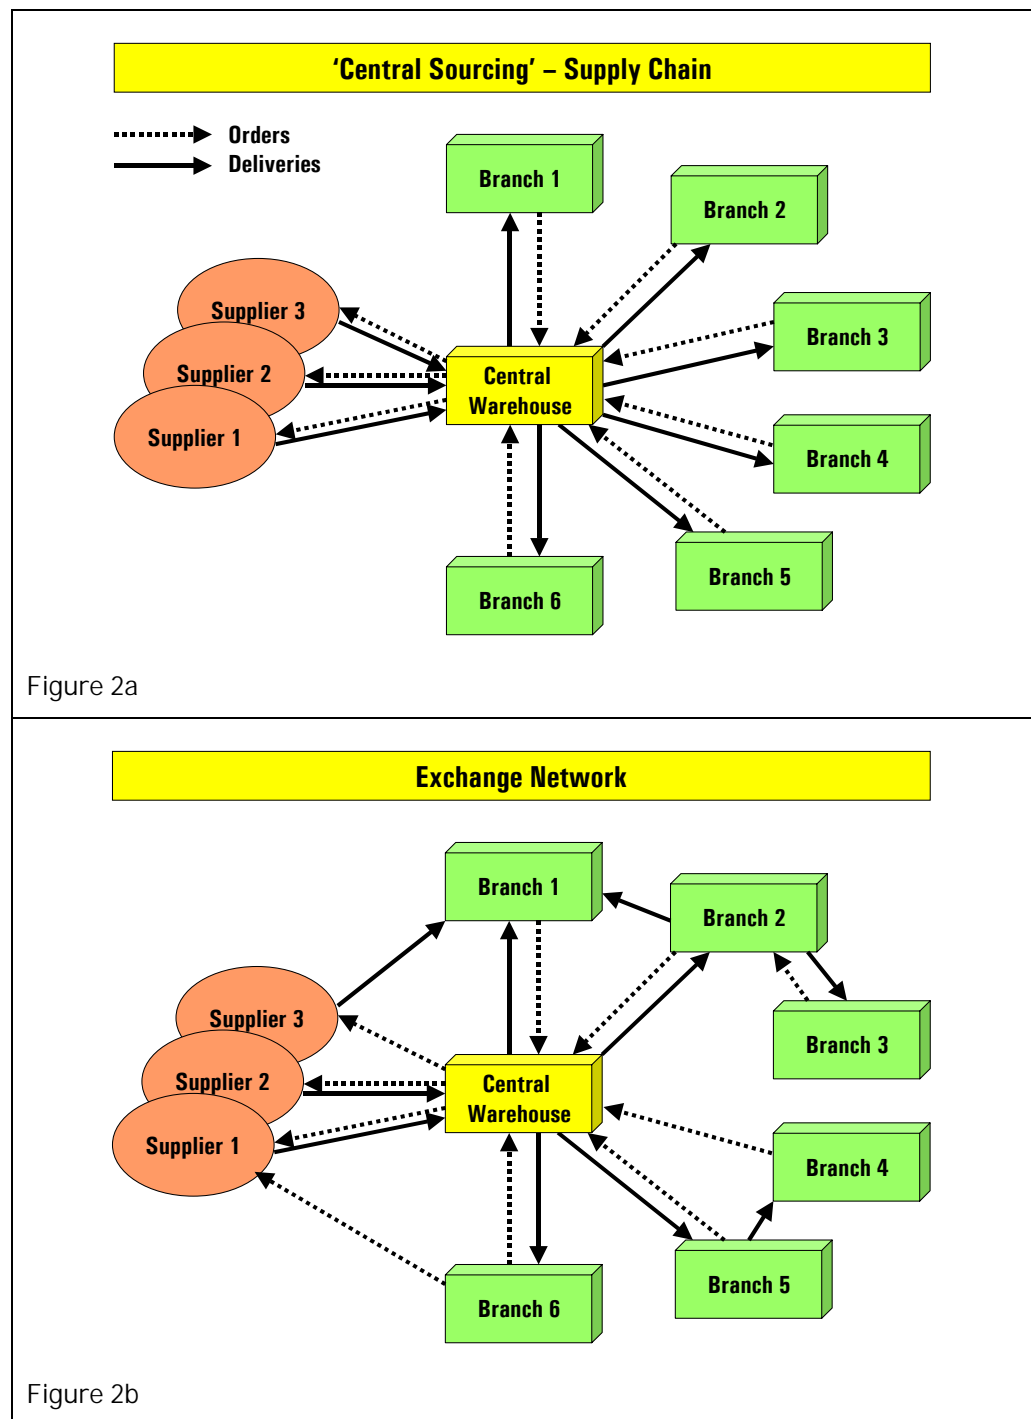 'Central Sourcing' – Supply Chain
Orders
Deliveries
Branch 1
Branch 2
Supplier 3
Branch 3
Supplier 2
Central
Warehouse
Supplier 1
Branch 4
Branch 5
Branch 6
Figure 2a
Exchange Network
Branch 1
Branch 2
Supplier 3
Branch 3
Supplier 2
Central
Warehouse
Supplier 1
Branch 4
Branch 5
Branch 6
Figure 2b